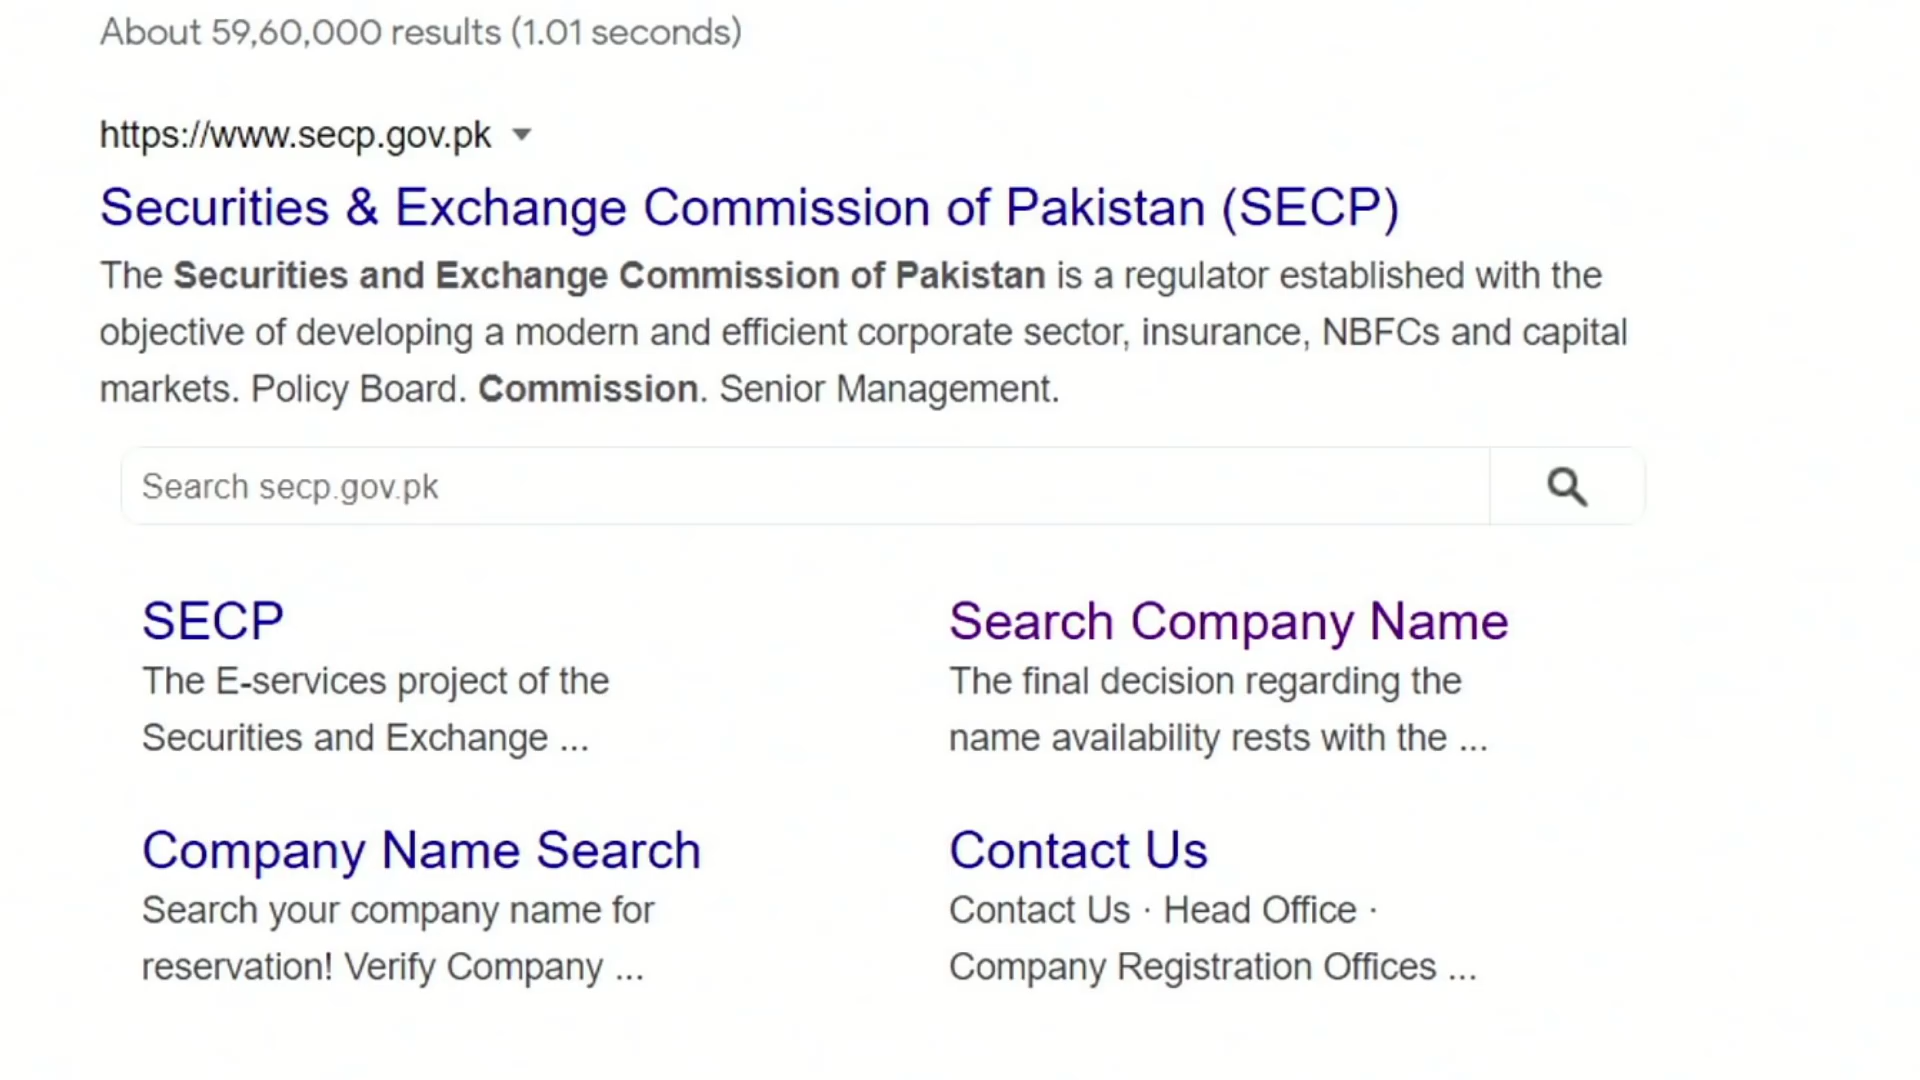 About 59,60,000 results (1.01 seconds)
https://www.secp.gov.pk
Securities & Exchange Commission of Pakistan (SECP)
The Securities and Exchange Commission of Pakistan is a regulator established with the
objective of developing a modern and efficient corporate sector, insurance, NBFCs and capital
markets. Policy Board. Commission. Senior Management.
Search secp.gov.pk
SECP
The E-services project of the
Securities and Exchange ...
Search Company Name
The final decision regarding the
name availability rests with the ...
Company Name Search
Search your company name for
reservation! Verify Company ...
Contact Us
Contact Us · Head Office ·
Company Registration Offices ...